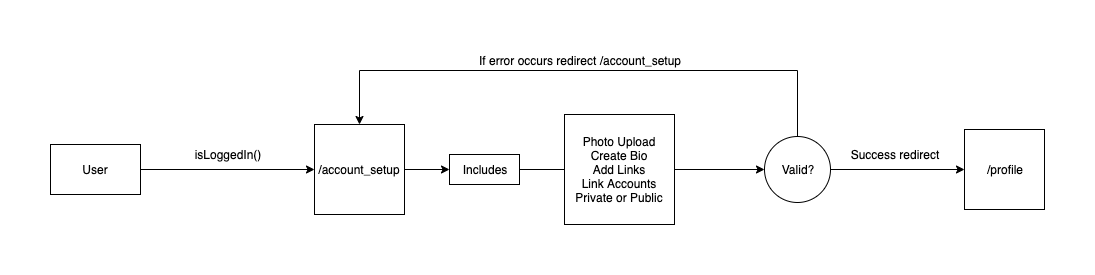 If error occurs redirect /account_setup
User
isLoggedIn()
/account_setup
Includes
Photo Upload
Create Bio
Add Links
Link Accounts
Private or Public
Valid?
Success redirect
/profile